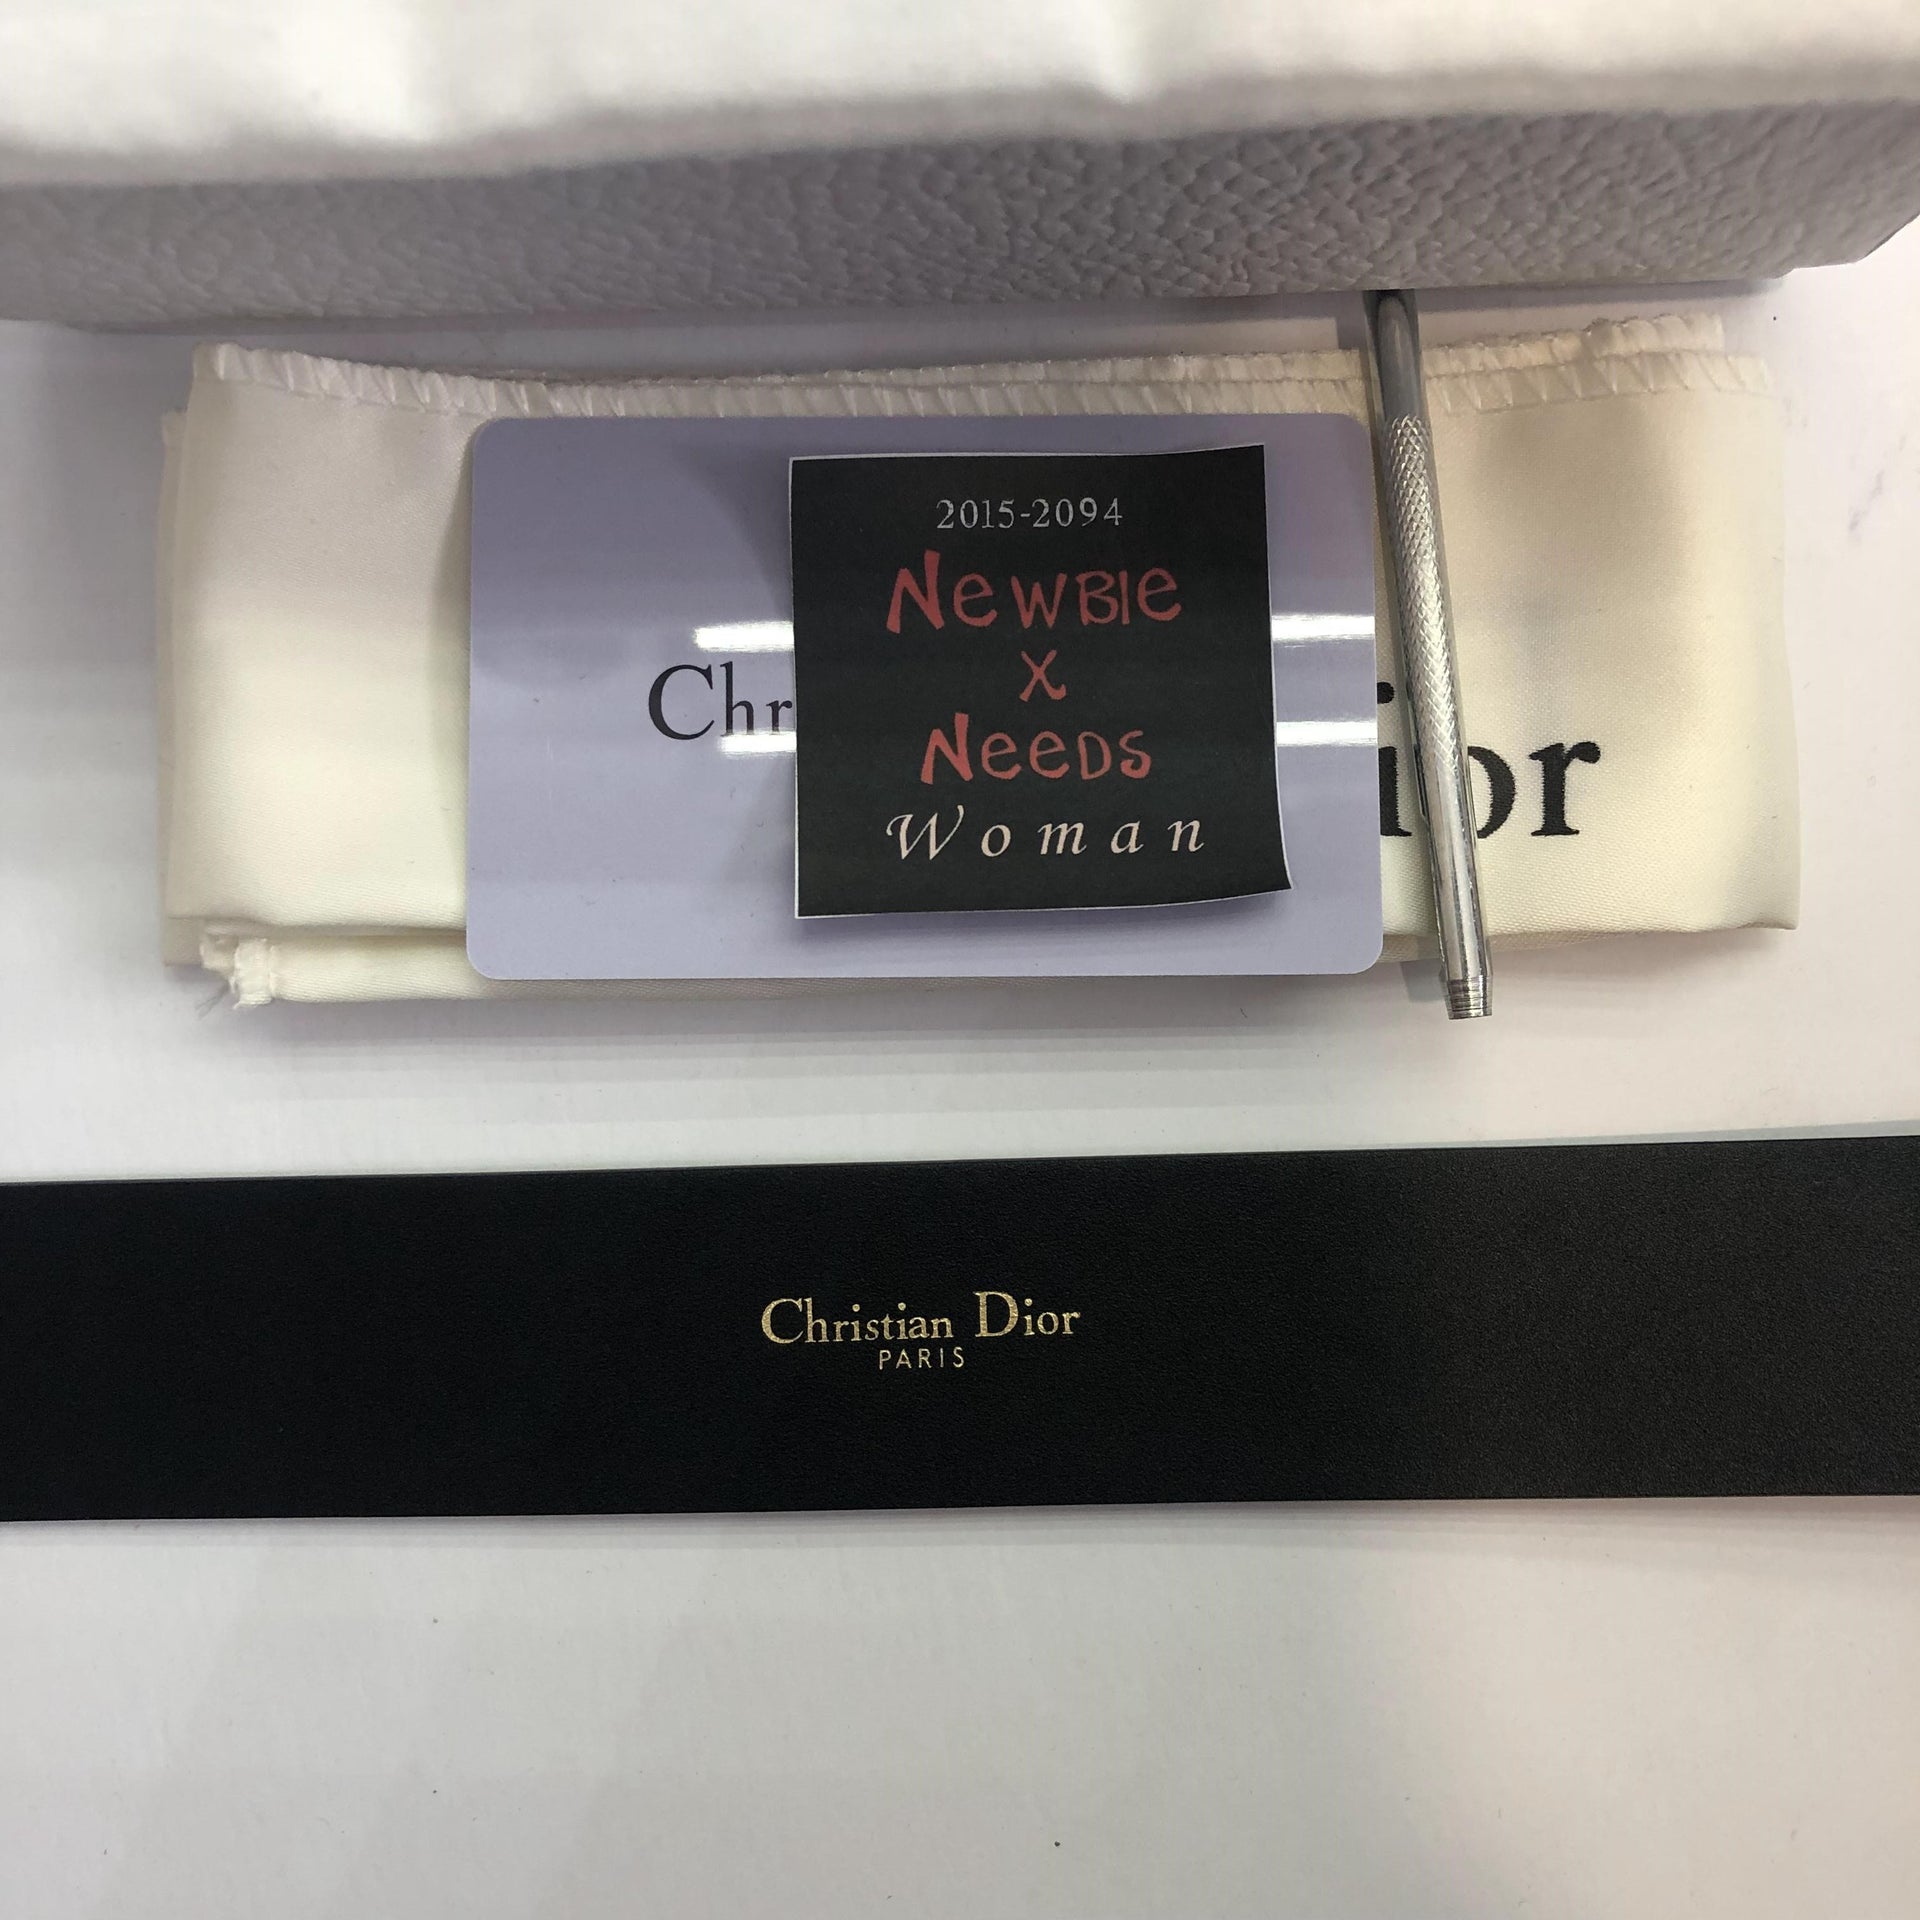 2015-2094
Newbie
x
Needs
Woman
Chr
ior
Christian Dior
PARIS